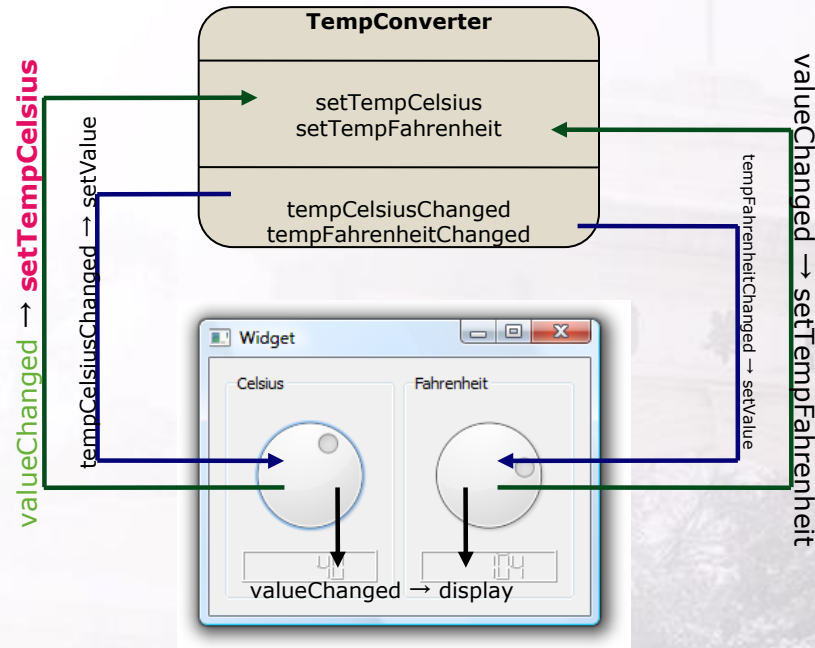 TempConverter
setTempCelsius
setTempFahrenheit
tempCelsiusChanged
tempFahrenheitChanged
valueChanged → setTempCelsius
tempCelsiusChanged → setValue
tempFahrenheitChanged → setValue
valueChanged → setTempFahrenheit
Widget
Celsius
Fahrenheit
40
104
valueChanged → display